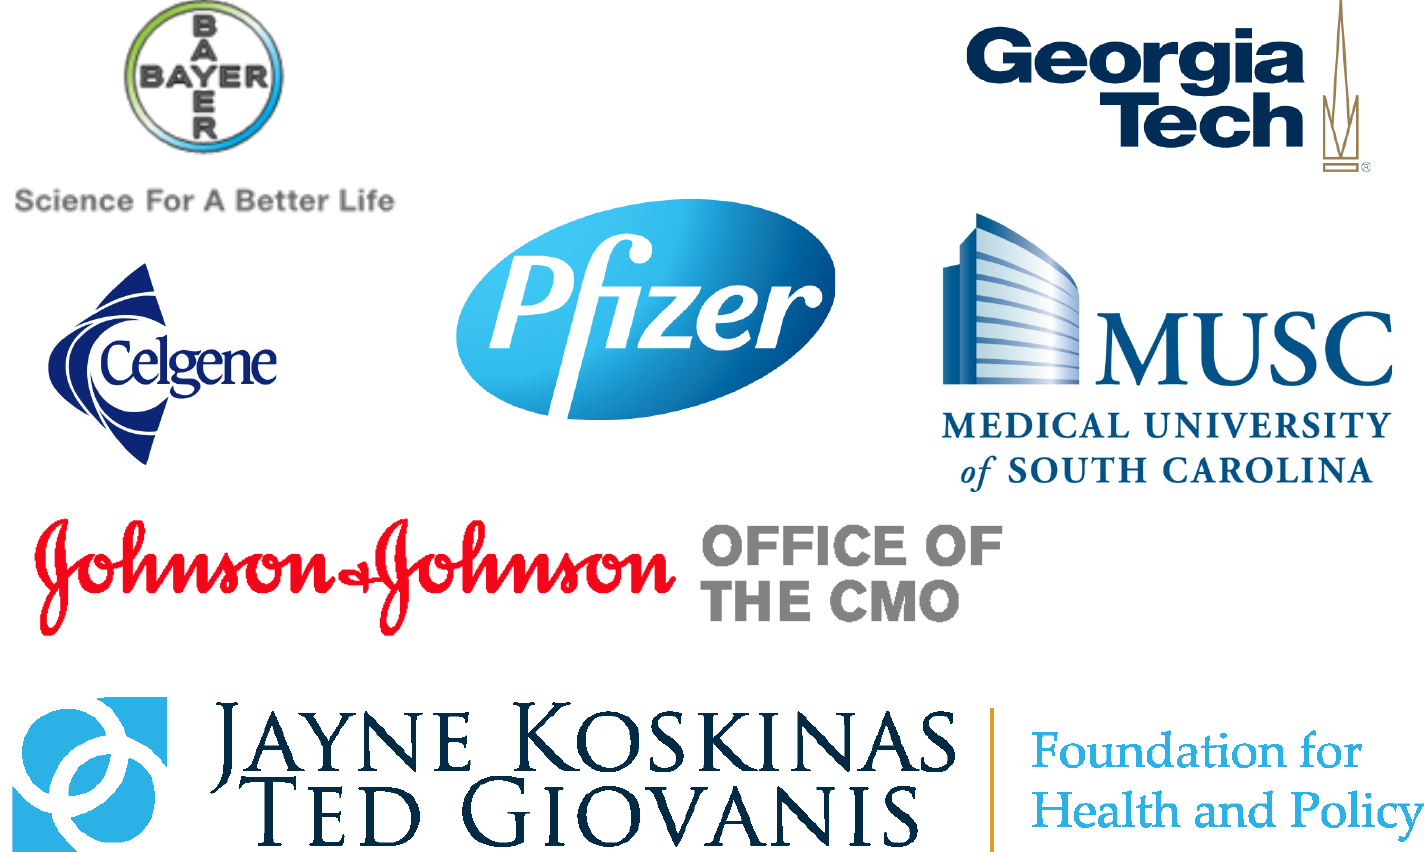 BAYER
BAYER
Science For A Better Life
Georgia
Tech
®
Celgene
Pfizer
MUSC
MEDICAL UNIVERSITY
of SOUTH CAROLINA
Johnson & Johnson
OFFICE OF
THE CMO
JAYNE KOSKINAS
TED GIOVANIS
Foundation for
Health and Policy